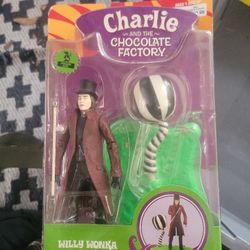 Charlie
AND THE
CHOCOLATE
FACTORY
WILLY WONKA